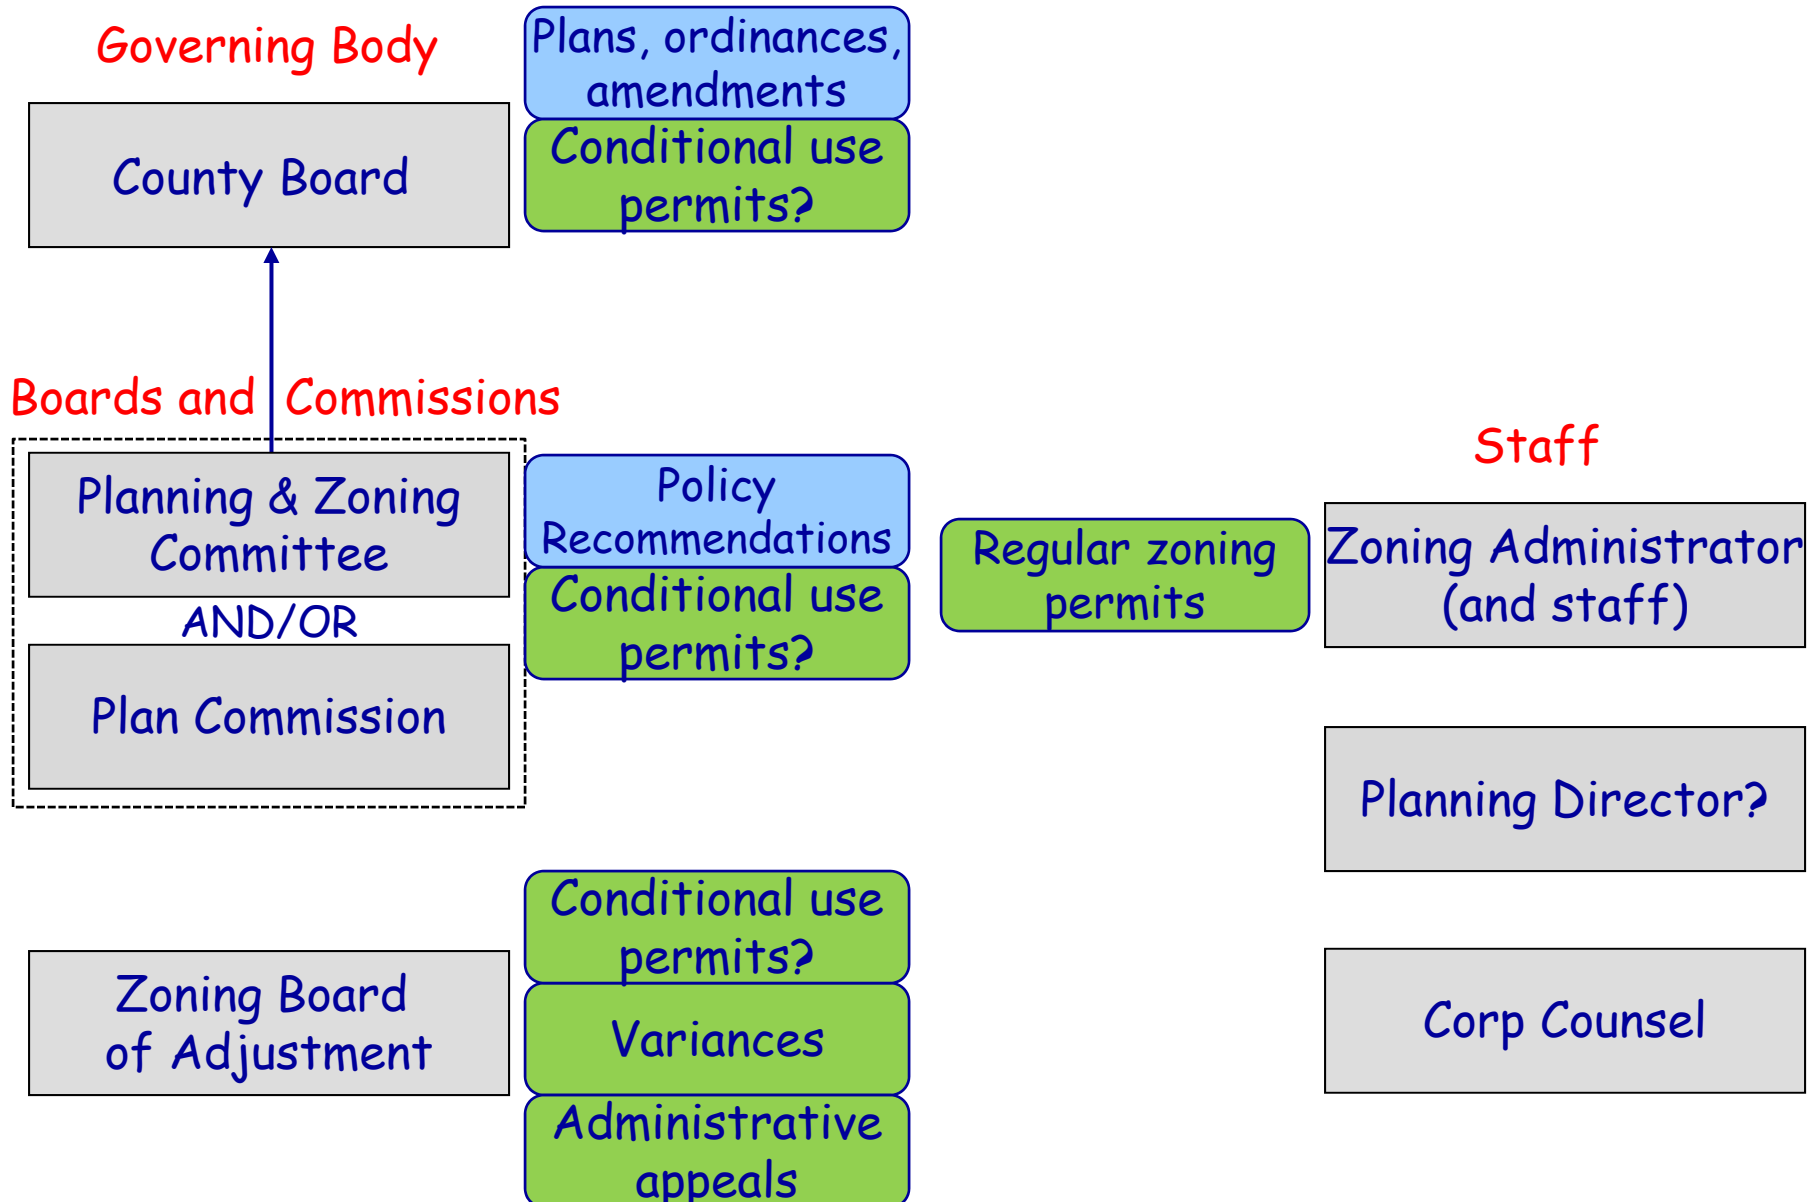 Governing Body
Plans, ordinances,
amendments
County Board
Conditional use
permits?
Boards and Commissions
Planning & Zoning
Committee
AND/OR
Plan Commission
Policy
Recommendations
Conditional use
permits?
Regular zoning
permits
Staff
Zoning Administrator
(and staff)
Planning Director?
Corp Counsel
Zoning Board
of Adjustment
Conditional use
permits?
Variances
Administrative
appeals